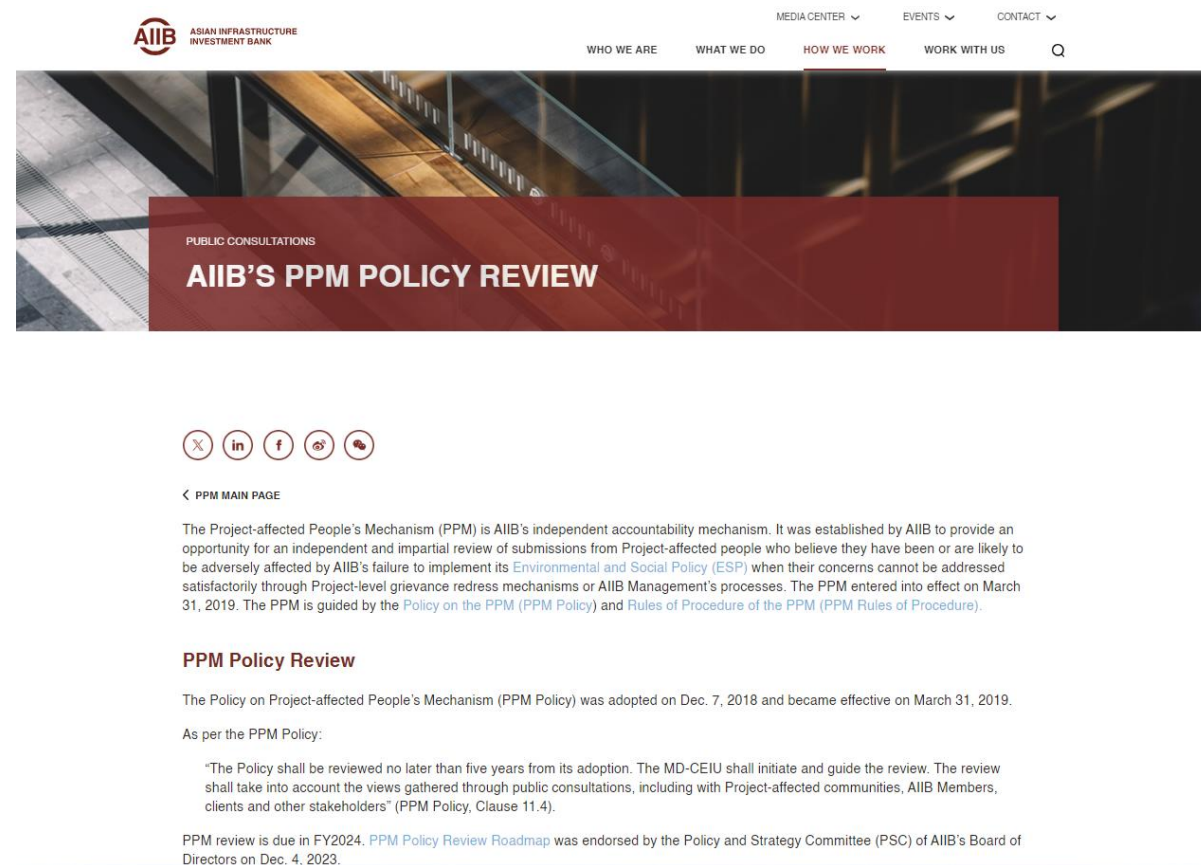 MEDIA CENTER EVENTS CONTACT
AIIB ASIAN INFRASTRUCTURE
INVESTMENT BANK
WHO WE ARE WHAT WE DO HOW WE WORK WORK WITH US
PUBLIC CONSULTATIONS
AIIB’S PPM POLICY REVIEW
PPM MAIN PAGE
The Project-affected People’s Mechanism (PPM) is AIIB’s independent accountability mechanism. It was established by AIIB to provide an
opportunity for an independent and impartial review of submissions from Project-affected people who believe they have been or are likely to
be adversely affected by AIIB’s failure to implement its Environmental and Social Policy (ESP) when their concerns cannot be addressed
satisfactorily through Project-level grievance redress mechanisms or AIIB Management’s processes. The PPM entered into effect on March
31, 2019. The PPM is guided by the Policy on the PPM (PPM Policy) and Rules of Procedure of the PPM (PPM Rules of Procedure).
PPM Policy Review
The Policy on Project-affected People’s Mechanism (PPM Policy) was adopted on Dec. 7, 2018 and became effective on March 31, 2019.
As per the PPM Policy:
“The Policy shall be reviewed no later than five years from its adoption. The MD-CEIU shall initiate and guide the review. The review
shall take into account the views gathered through public consultations, including with Project-affected communities, AIIB Members,
clients and other stakeholders” (PPM Policy, Clause 11.4).
PPM review is due in FY2024. PPM Policy Review Roadmap was endorsed by the Policy and Strategy Committee (PSC) of AIIB’s Board of
Directors on Dec. 4, 2023.